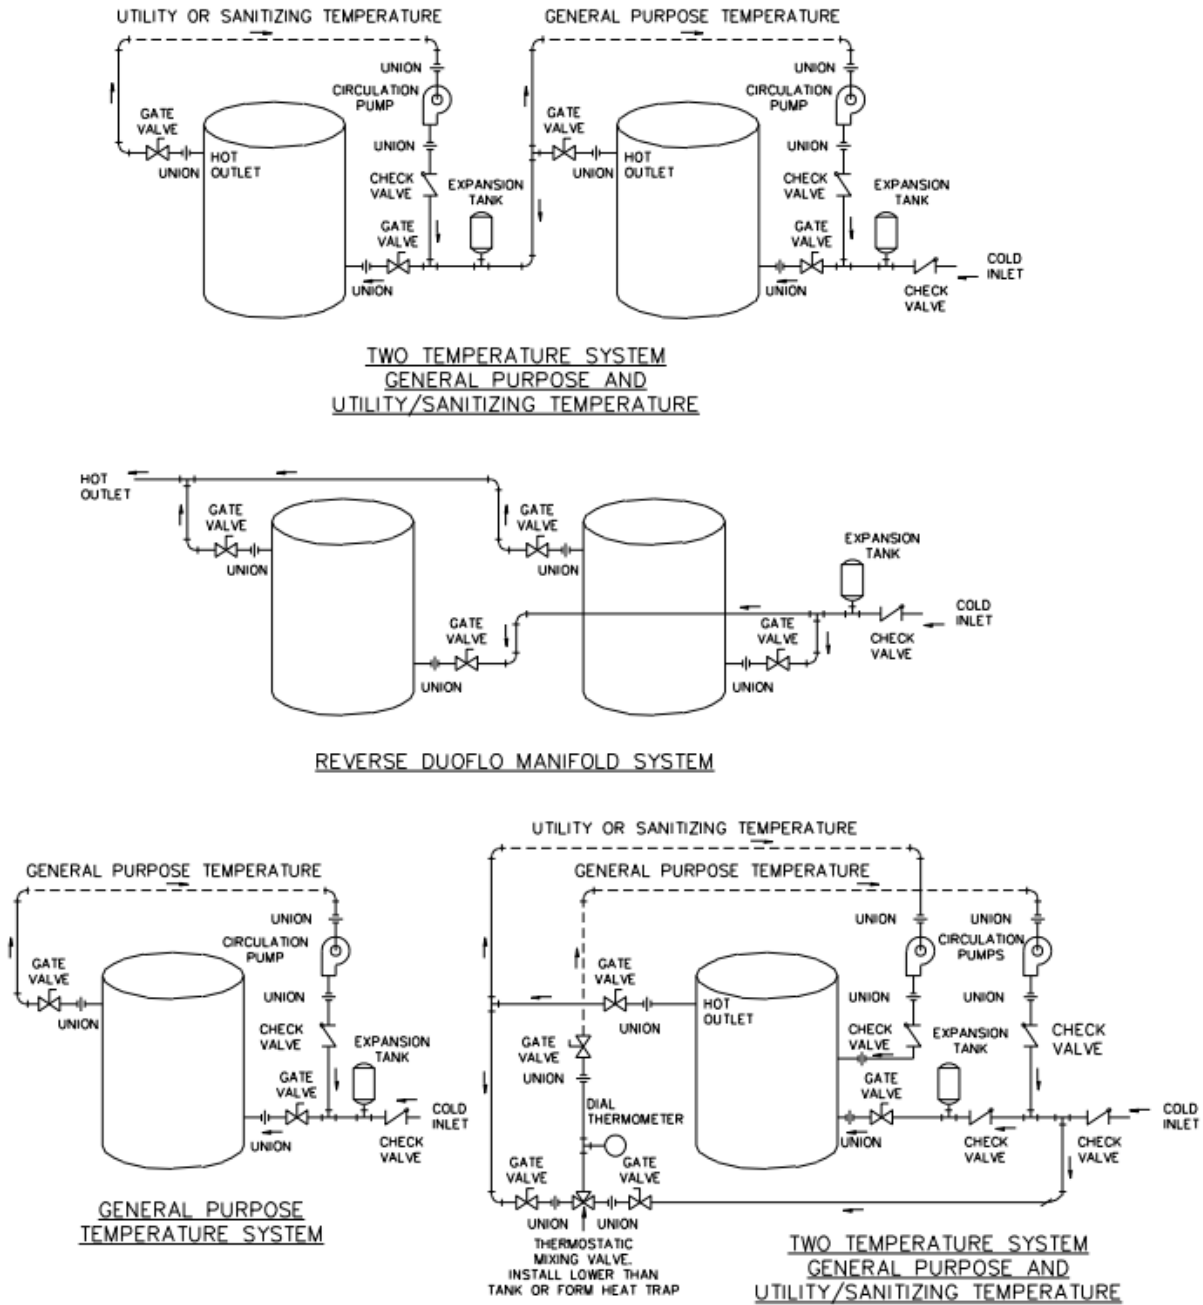 UTILITY OR SANITIZING TEMPERATURE
GENERAL PURPOSE TEMPERATURE
UNION
CIRCULATION
PUMP
GATE
VALVE
UNION
HOT
OUTLET
UNION
CHECK
VALVE
EXPANSION
TANK
GATE
VALVE
UNION
UNION
CIRCULATION
PUMP
GATE
VALVE
UNION
HOT
OUTLET
UNION
CHECK
VALVE
EXPANSION
TANK
GATE
VALVE
UNION
CHECK
VALVE
COLD
INLET
TWO TEMPERATURE SYSTEM
GENERAL PURPOSE AND
UTILITY/SANITIZING TEMPERATURE
HOT
OUTLET
GATE
VALVE
UNION
GATE
VALVE
UNION
EXPANSION
TANK
GATE
VALVE
UNION
GATE
VALVE
UNION
CHECK
VALVE
COLD
INLET
REVERSE DUOFLO MANIFOLD SYSTEM
GENERAL PURPOSE TEMPERATURE
UNION
CIRCULATION
PUMP
GATE
VALVE
UNION
UNION
CHECK
VALVE
EXPANSION
TANK
GATE
VALVE
UNION
CHECK
VALVE
COLD
INLET
GENERAL PURPOSE
TEMPERATURE SYSTEM
UTILITY OR SANITIZING TEMPERATURE
GENERAL PURPOSE TEMPERATURE
UNION
UNION
CIRCULATION
PUMPS
GATE
VALVE
UNION
HOT
OUTLET
UNION
UNION
CHECK
VALVE
EXPANSION
TANK
CHECK
VALVE
GATE
VALVE
UNION
DIAL
THERMOMETER
GATE
VALVE
UNION
CHECK
VALVE
CHECK
VALVE
COLD
INLET
GATE
VALVE
GATE
VALVE
UNION
UNION
THERMOSTATIC
MIXING VALVE.
INSTALL LOWER THAN
TANK OR FORM HEAT TRAP
TWO TEMPERATURE SYSTEM
GENERAL PURPOSE AND
UTILITY/SANITIZING TEMPERATURE